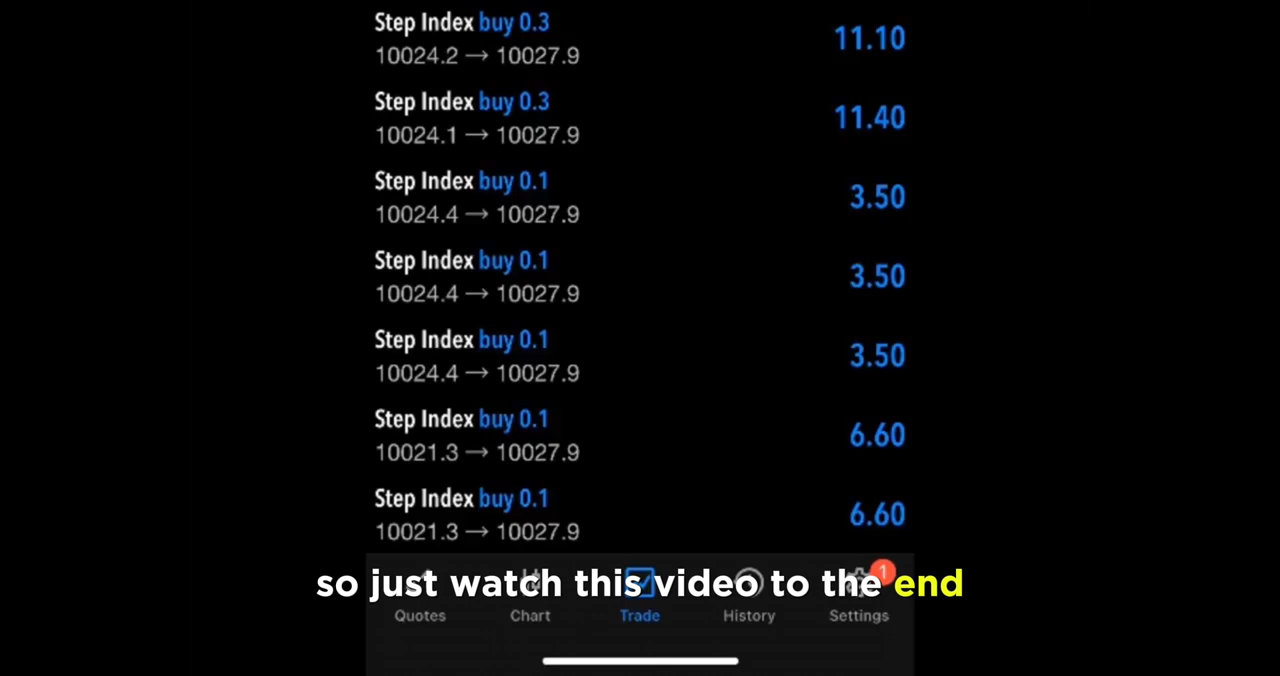 Step Index buy 0.3
10024.2 → 10027.9
11.10
Step Index buy 0.3
10024.1 → 10027.9
11.40
Step Index buy 0.1
10024.4 → 10027.9
3.50
Step Index buy 0.1
10024.4 → 10027.9
3.50
Step Index buy 0.1
10024.4 → 10027.9
3.50
Step Index buy 0.1
10021.3 → 10027.9
6.60
Step Index buy 0.1
10021.3 → 10027.9
6.60
1
so just watch this video to the end
Quotes
Chart
Trade
History
Settings